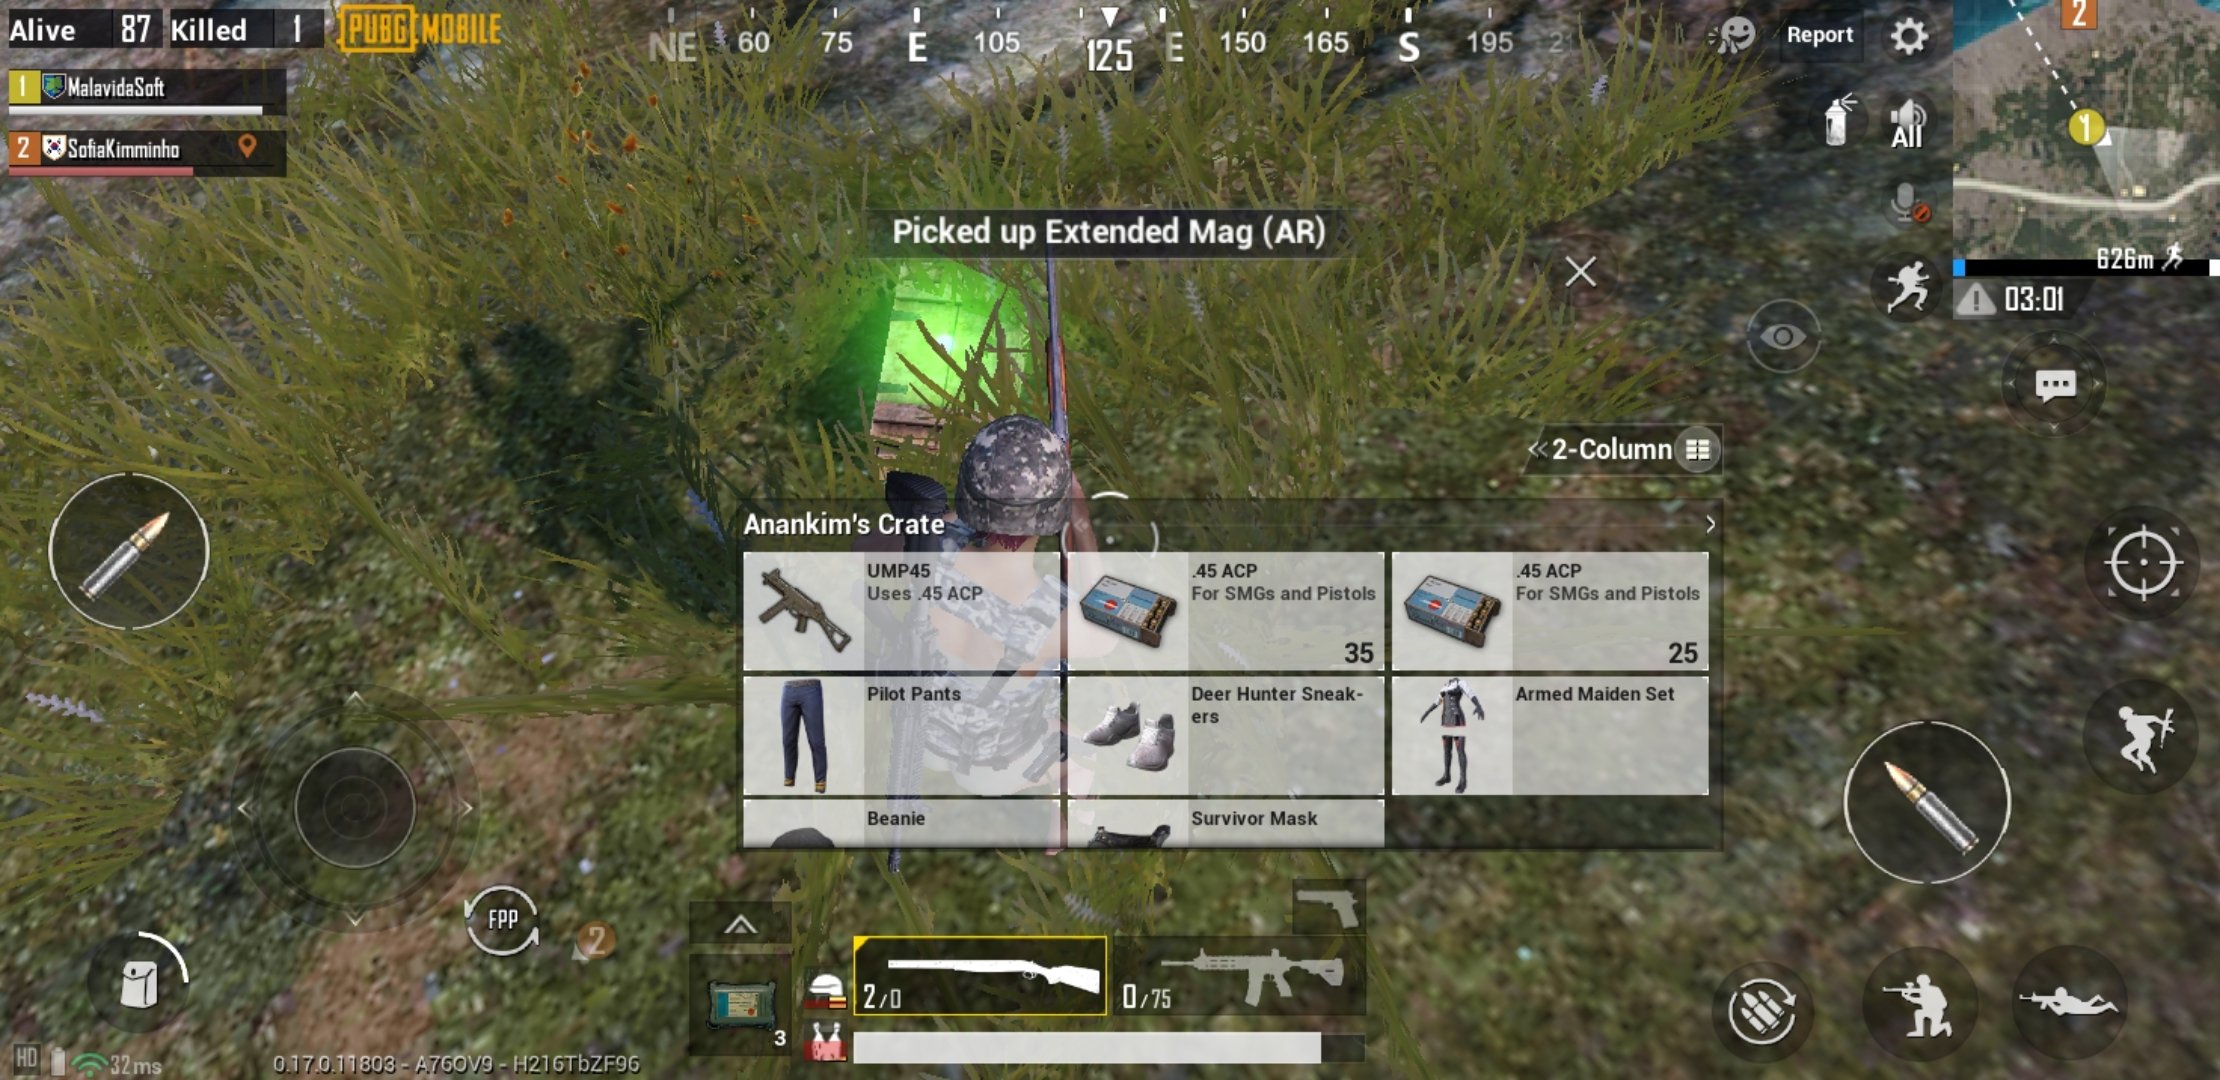 Alive 87 Killed 1 PUBG MOBILE
NE 60 75 E 105 125 E 150 165 S 195
Report
2
1 MalavidaSoft
2 SofiaKimminho
All
1
626m
03:01
Picked up Extended Mag (AR)
2-Column
Anankim's Crate
UMP45
Uses .45 ACP
.45 ACP
For SMGs and Pistols
35
.45 ACP
For SMGs and Pistols
25
Pilot Pants
Deer Hunter Sneak-
ers
Armed Maiden Set
Beanie
Survivor Mask
FPP
2
3
2/0
0/75
HD 32ms
0.17.0.11803 - A76OV9 - H216TbZF96